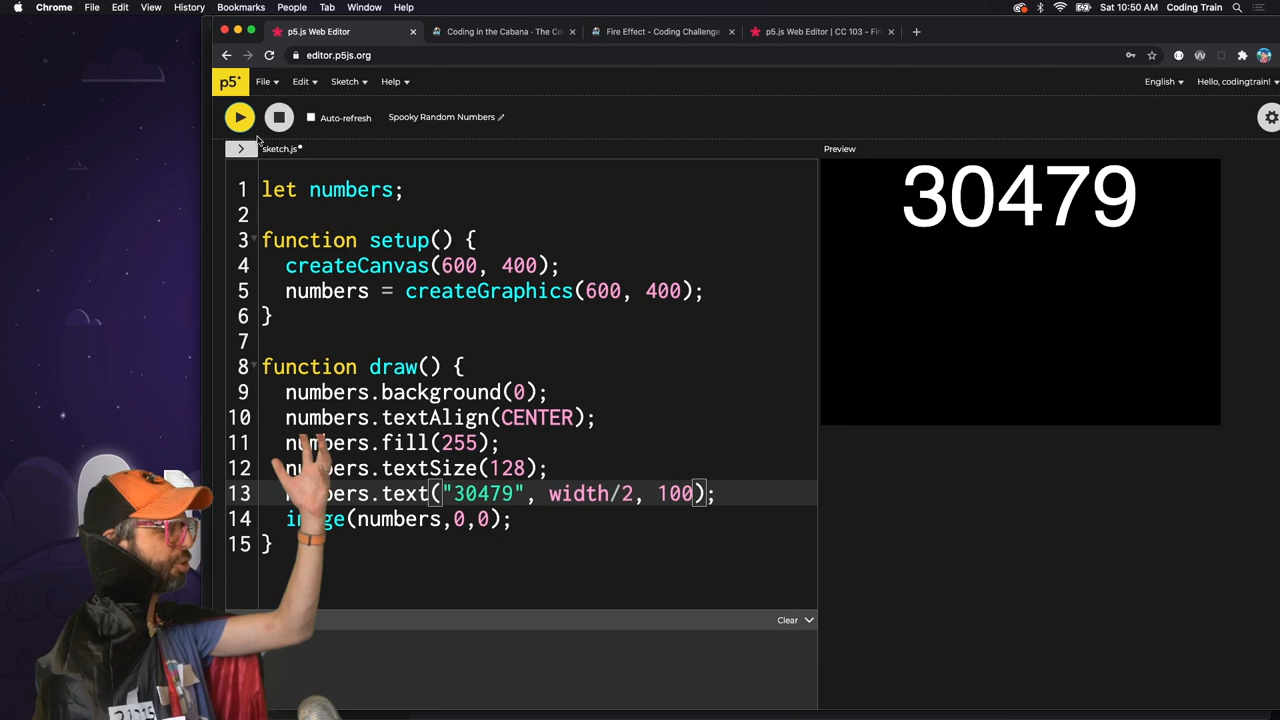 Chrome File Edit View History Bookmarks People Tab Window Help Sat 10:50 AM Coding Train
p5.js Web Editor Coding in the Cabana - The Co Fire Effect - Coding Challenge p5.js Web Editor | CC 103 - Fi
editor.p5js.org
p5* File Edit Sketch Help English Hello, codingtrain!
Auto-refresh Spooky Random Numbers
sketch.js Preview
1 let numbers;
2
3 function setup() {
4 createCanvas(600, 400);
5 numbers = createGraphics(600, 400);
6 }
7
8 function draw() {
9 numbers.background(0);
10 numbers.textAlign(CENTER);
11 numbers.fill(255);
12 numbers.textSize(128);
13 numbers.text("30479", width/2, 100);
14 image(numbers,0,0);
15 }
30479
Clear